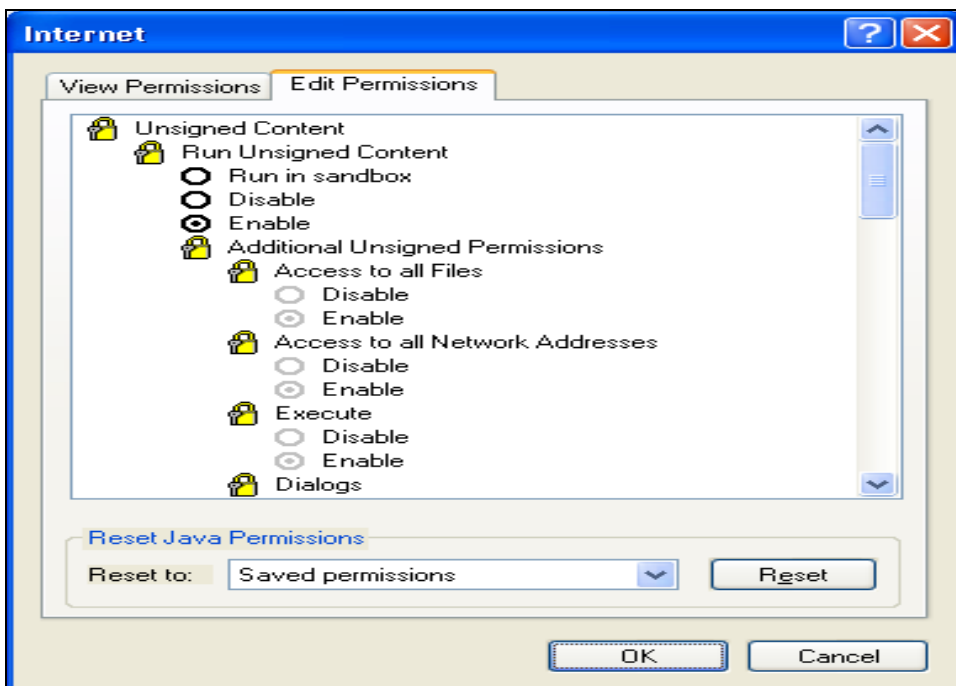 Internet
View Permissions
Edit Permissions
Unsigned Content
Run Unsigned Content
Run in sandbox
Disable
Enable
Additional Unsigned Permissions
Access to all Files
Disable
Enable
Access to all Network Addresses
Disable
Enable
Execute
Disable
Enable
Dialogs
Reset Java Permissions
Reset to: Saved permissions Reset
OK Cancel